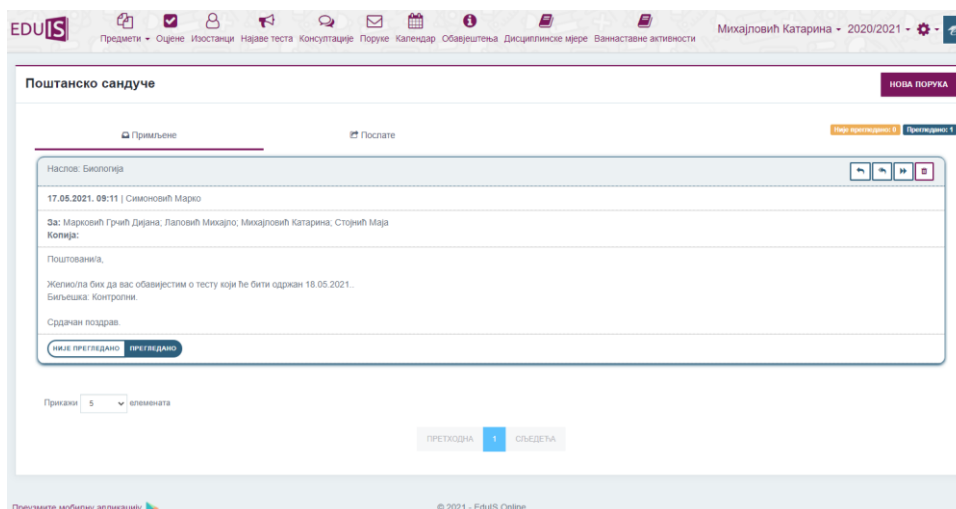 EDUIS
Предмети Оцјене Изостанци Најаве теста Консултације Поруке Календар Обавјештења Дисциплинске мјере Ваннаставне активности Михајловић Катарина 2020/2021
Поштанско сандуче
НОВА ПОРУКА
Примљене Послате
Није прегледано: 0 Прегледано: 1
Наслов: Биологија
17.05.2021. 09:11 | Симоновић Марко
За: Марковић Грчић Дијана; Лаловић Михајло; Михајловић Катарина; Стојнић Маја
Копија:
Поштовани/а,
Желио/ла бих да вас обавијестим о тесту који ће бити одржан 18.05.2021..
Биљешка: Контролни.
Срдачан поздрав.
НИЈЕ ПРЕГЛЕДАНО ПРЕГЛЕДАНО
Прикажи 5 елемената
ПРЕТХОДНА 1 СЉЕДЕЋА
Преузмите мобилну апликацију
© 2021 - EduIS Online